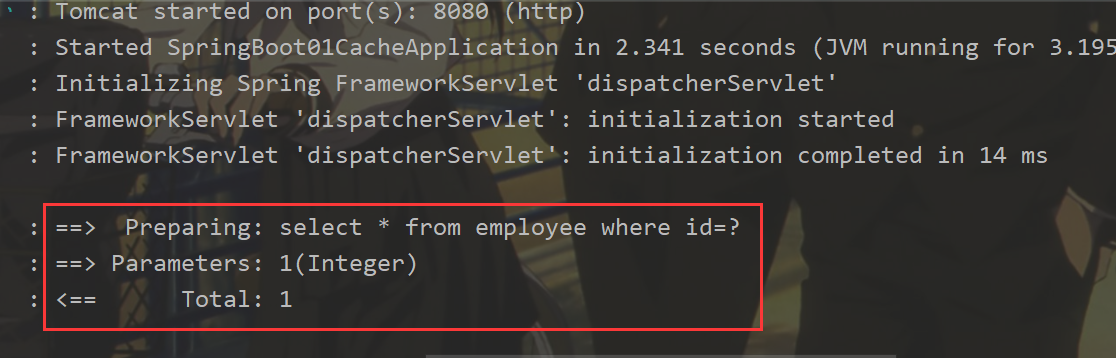 : Tomcat started on port(s): 8080 (http)
: Started SpringBoot01CacheApplication in 2.341 seconds (JVM running for 3.195
: Initializing Spring FrameworkServlet 'dispatcherServlet'
: FrameworkServlet 'dispatcherServlet': initialization started
: FrameworkServlet 'dispatcherServlet': initialization completed in 14 ms
: ==>  Preparing: select * from employee where id=?
: ==> Parameters: 1(Integer)
: <==      Total: 1